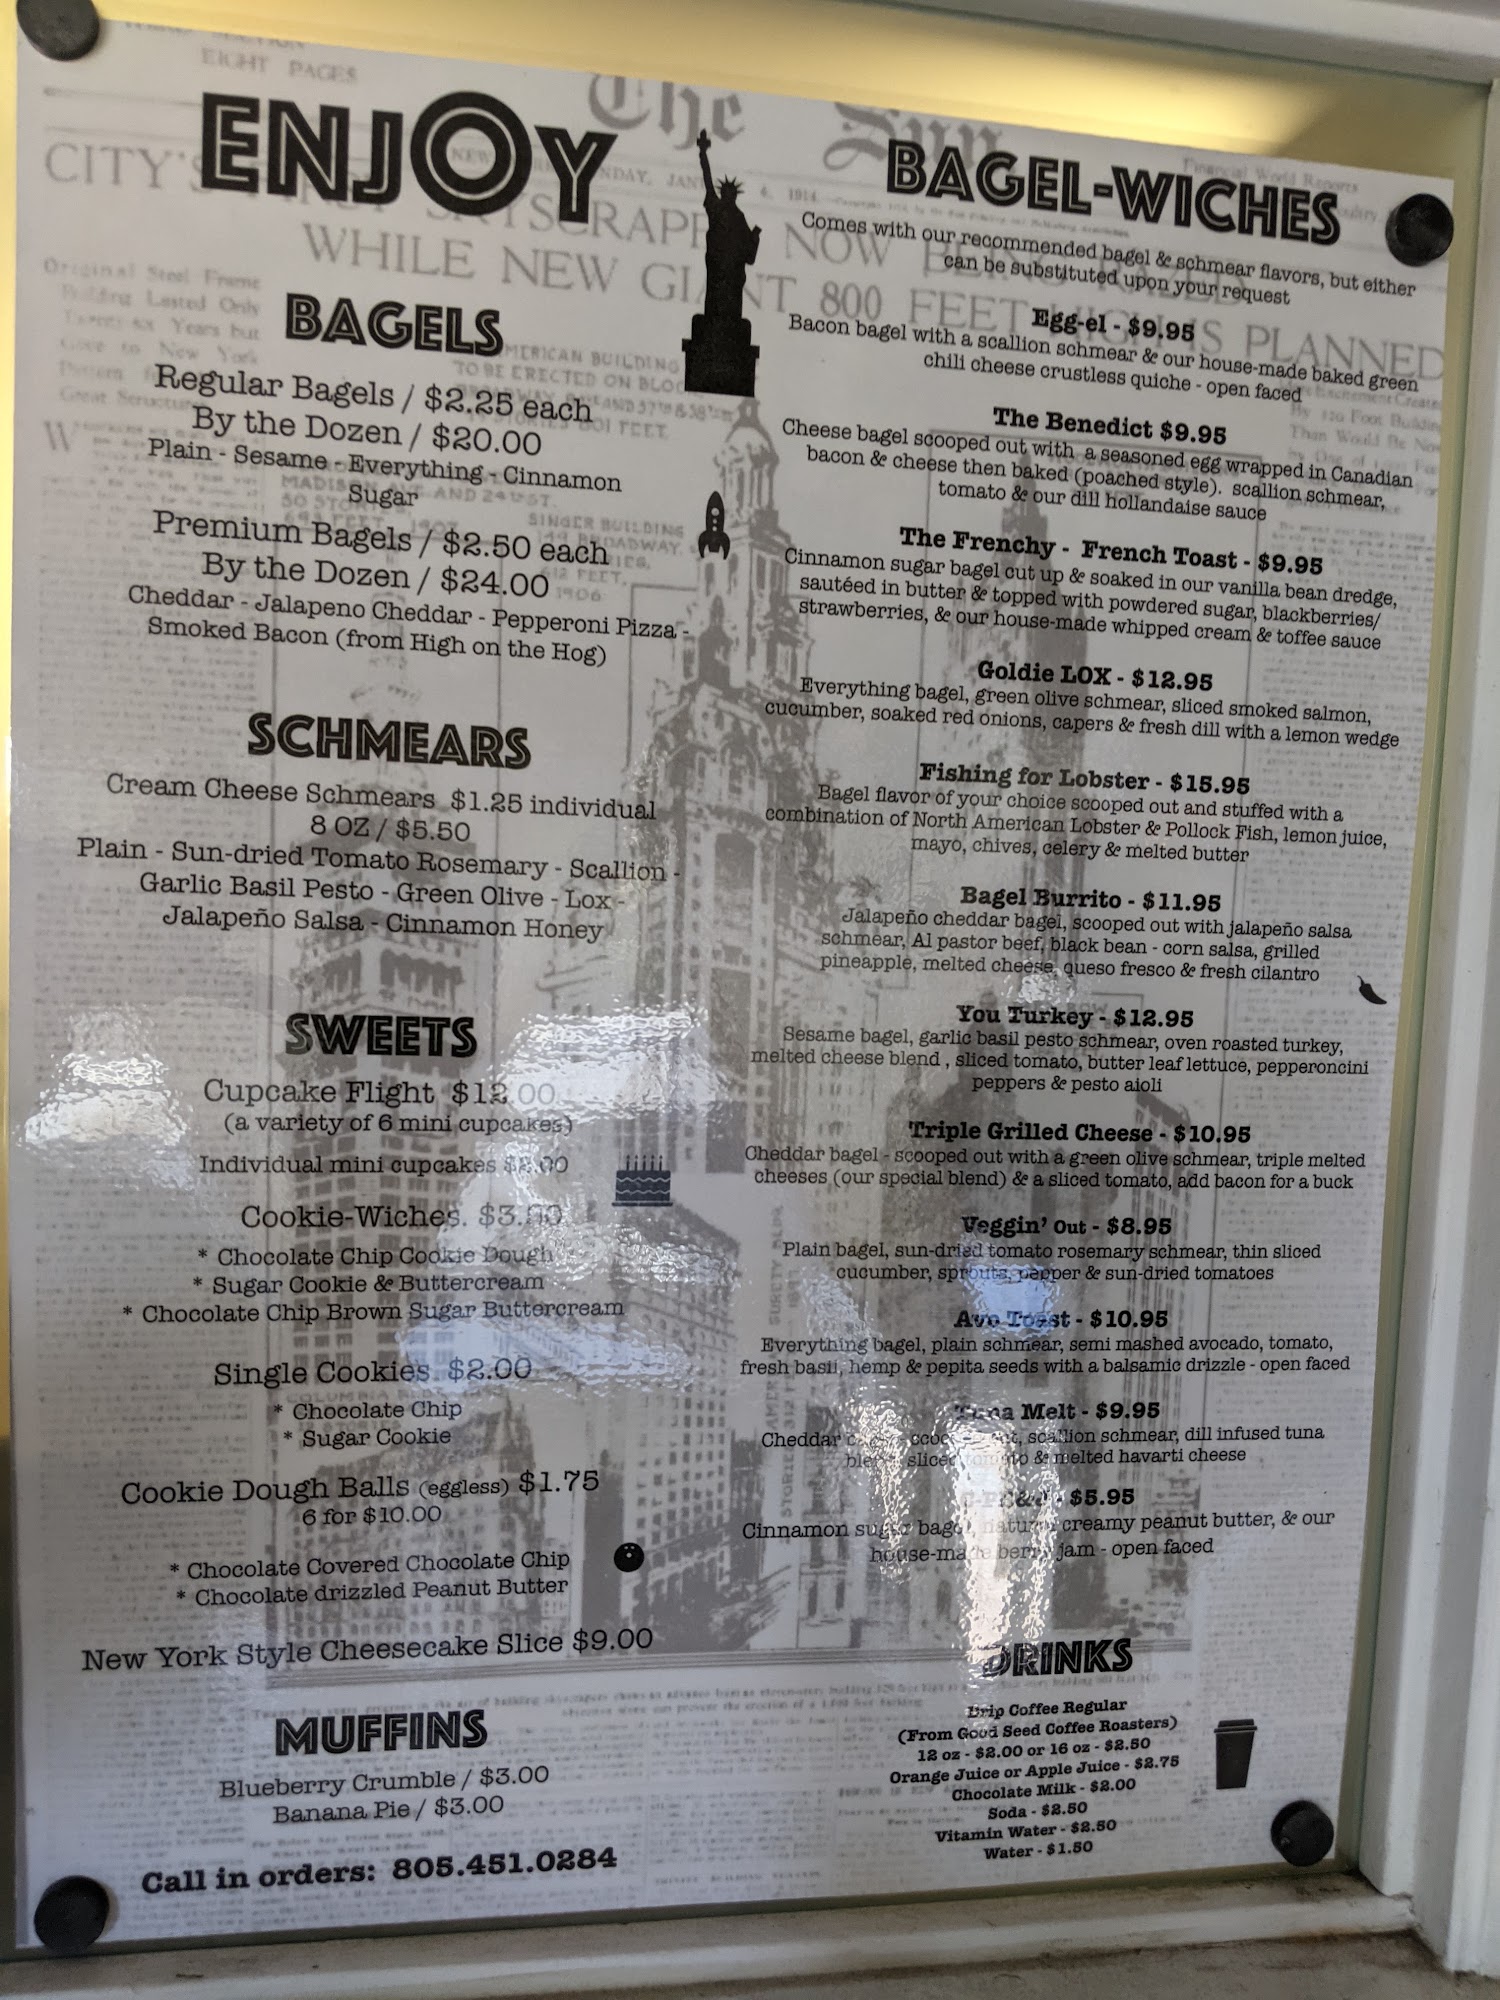 EIGHT PAGES
The Sun
ENJOY
BAGELS
Regular Bagels / $2.25 each
By the Dozen / $20.00
Plain - Sesame - Everything - Cinnamon
Sugar
Premium Bagels / $2.50 each
By the Dozen / $24.00
Cheddar - Jalapeno Cheddar - Pepperoni Pizza -
Smoked Bacon (from High on the Hog)
SCHMEARS
Cream Cheese Schmears $1.25 individual
8 OZ / $5.50
Plain - Sun-dried Tomato Rosemary - Scallion -
Garlic Basil Pesto - Green Olive - Lox -
Jalapeño Salsa - Cinnamon Honey
SWEETS
Cupcake Flight $12.00
(a variety of 6 mini cupcakes)
Individual mini cupcakes
Cookie-Wiches.
* Chocolate Chip Cookie Dough
* Sugar Cookie & Buttercream
* Chocolate Chip Brown Sugar Buttercream
Single Cookies $2.00
* Chocolate Chip
* Sugar Cookie
Cookie Dough Balls (eggless) $1.75
6 for $10.00
* Chocolate Covered Chocolate Chip
* Chocolate drizzled Peanut Butter
New York Style Cheesecake Slice $9.00
MUFFINS
Blueberry Crumble / $3.00
Banana Pie / $3.00
Call in orders: 805.451.0284
BAGEL-WICHES
Comes with our recommended bagel & schmear flavors, but either
can be substituted upon your request
Egg-el - $9.95
Bacon bagel with a scallion schmear & our house-made baked green
chili cheese crustless quiche - open faced
The Benedict $9.95
Cheese bagel scooped out with a seasoned egg wrapped in Canadian
bacon & cheese then baked (poached style). scallion schmear,
tomato & our dill hollandaise sauce
The Frenchy - French Toast - $9.95
Cinnamon sugar bagel cut up & soaked in our vanilla bean dredge,
sautéed in butter & topped with powdered sugar, blackberries/
strawberries, & our house-made whipped cream & toffee sauce
Goldie LOX - $12.95
Everything bagel, green olive schmear, sliced smoked salmon,
cucumber, soaked red onions, capers & fresh dill with a lemon wedge
Fishing for Lobster - $15.95
Bagel flavor of your choice scooped out and stuffed with a
combination of North American Lobster & Pollock Fish, lemon juice,
mayo, chives, celery & melted butter
Bagel Burrito - $11.95
Jalapeño cheddar bagel, scooped out with jalapeño salsa
schmear, Al pastor beef, black bean - corn salsa, grilled
pineapple, melted cheese, queso fresco & fresh cilantro
You Turkey - $12.95
Sesame bagel, garlic basil pesto schmear, oven roasted turkey,
melted cheese blend , sliced tomato, butter leaf lettuce, pepperoncini
peppers & pesto aioli
Triple Grilled Cheese - $10.95
Cheddar bagel - scooped out with a green olive schmear, triple melted
cheeses (our special blend) & a sliced tomato, add bacon for a buck
Veggin' Out - $8.95
Plain bagel, sun-dried tomato rosemary schmear, thin sliced
cucumber, sprouts, pepper & sun-dried tomatoes
Avo Toast - $10.95
Everything bagel, plain schmear, semi mashed avocado, tomato,
fresh basil, hemp & pepita seeds with a balsamic drizzle - open faced
Tuna Melt - $9.95
Cheddar scallion schmear, dill infused tuna
sliced tomato & melted havarti cheese
$5.95
Cinnamon sugar bagel, natural creamy peanut butter, & our
house-made berry jam - open faced
DRINKS
Drip Coffee Regular
(From Good Seed Coffee Roasters)
12 oz - $2.00 or 16 oz - $2.50
Orange Juice or Apple Juice - $2.75
Chocolate Milk - $2.00
Soda - $2.50
Vitamin Water - $2.50
Water - $1.50